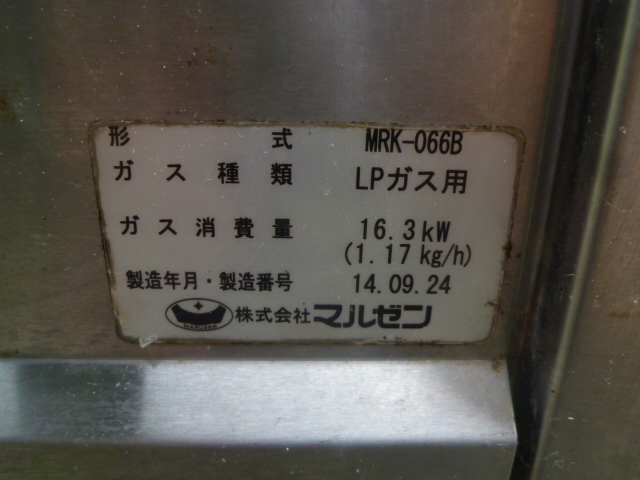 形式 MRK-066B
ガス種類 LPガス用
ガス消費量 16.3kW
(1.17kg/h)
製造年月・製造番号 14.09.24
MARUZEN 株式会社マルゼン